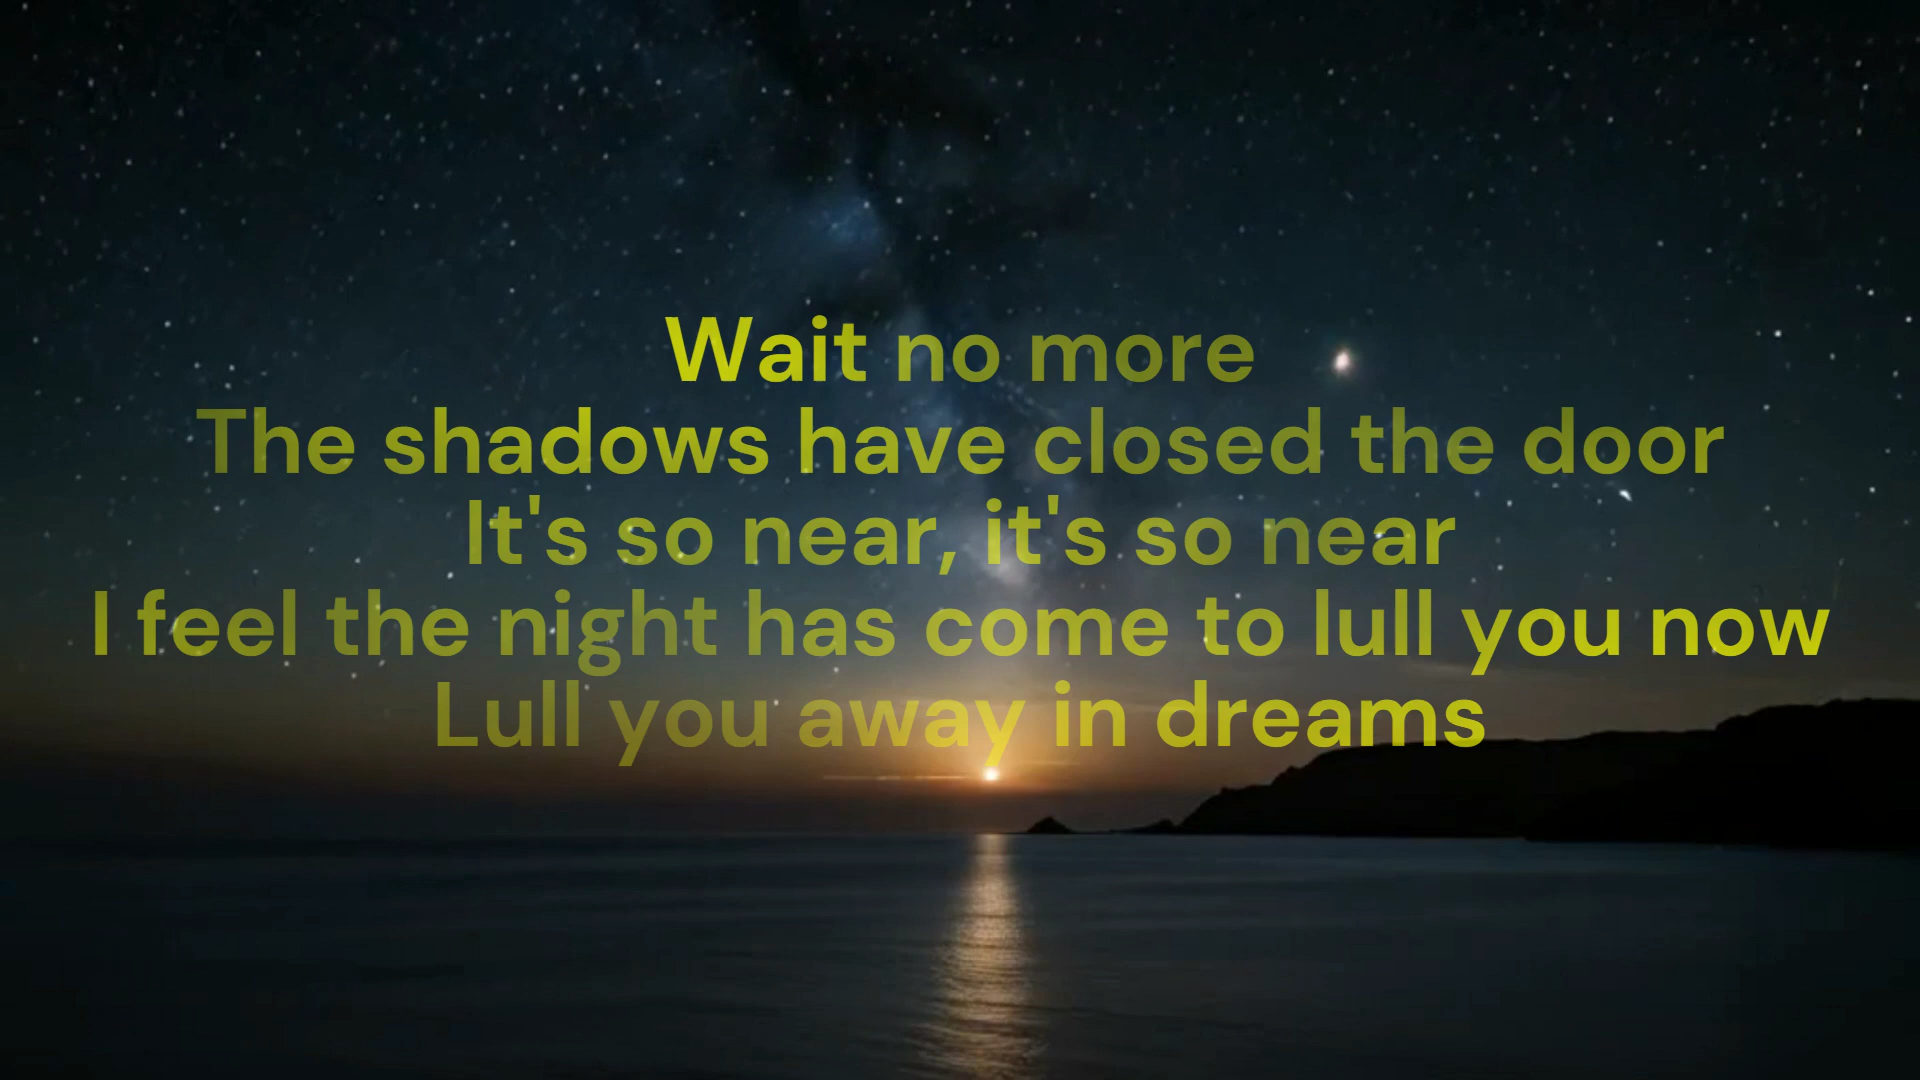 Wait no more
The shadows have closed the door
It's so near, it's so near
I feel the night has come to lull you now
Lull you away in dreams